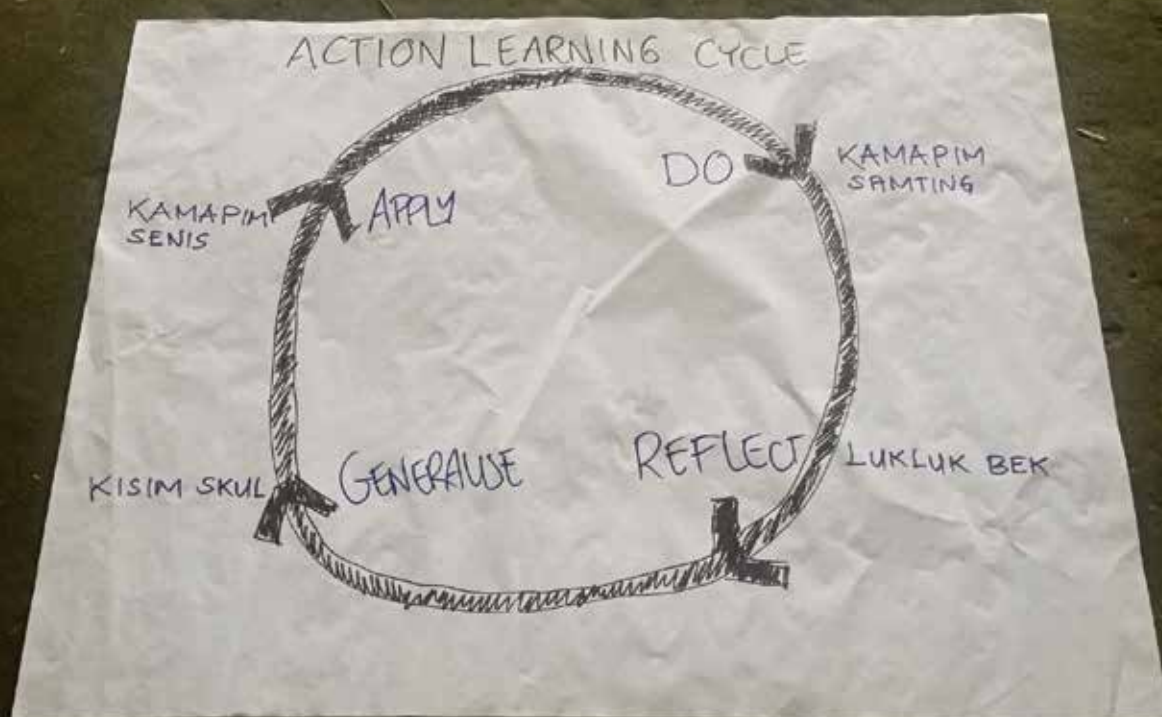 ACTION LEARNING CYCLE
DO
KAMAPIM
SAMTING
KAMAPIM
SENIS
APPLY
REFLECT
LUKLUK BEK
KISIM SKUL
GENERALISE